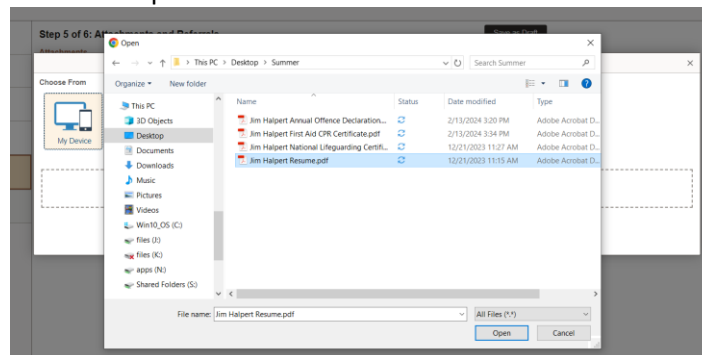 Step 5 of 6: Attachments and Referrals
Save as Draft
Attachments
Open
This PC > Desktop > Summer
Search Summer
Choose From
Organize
New folder
My Device
This PC
3D Objects
Desktop
Documents
Downloads
Music
Pictures
Videos
Win10_OS (C:)
files (J:)
files (K:)
apps (N:)
Shared Folders (S:)
Name Status Date modified Type
Jim Halpert Annual Offence Declaration... 2/13/2024 3:20 PM Adobe Acrobat D...
Jim Halpert First Aid CPR Certificate.pdf 2/13/2024 3:34 PM Adobe Acrobat D...
Jim Halpert National Lifeguarding Certifi... 12/21/2023 11:27 AM Adobe Acrobat D...
Jim Halpert Resume.pdf 12/21/2023 11:15 AM Adobe Acrobat D...
File name: Jim Halpert Resume.pdf
All Files (*.*)
Open
Cancel